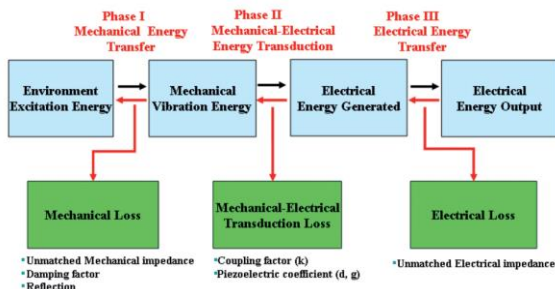 Phase I
Mechanical Energy
Transfer
Phase II
Mechanical-Electrical
Energy Transduction
Phase III
Electrical Energy
Transfer
Environment
Excitation Energy
Mechanical
Vibration Energy
Electrical
Energy Generated
Electrical
Energy Output
Mechanical Loss
Mechanical-Electrical
Transduction Loss
Electrical Loss
Unmatched Mechanical impedance
Damping factor
Reflection
Coupling factor (k)
Piezoelectric coefficient (d, g)
Unmatched Electrical impedance